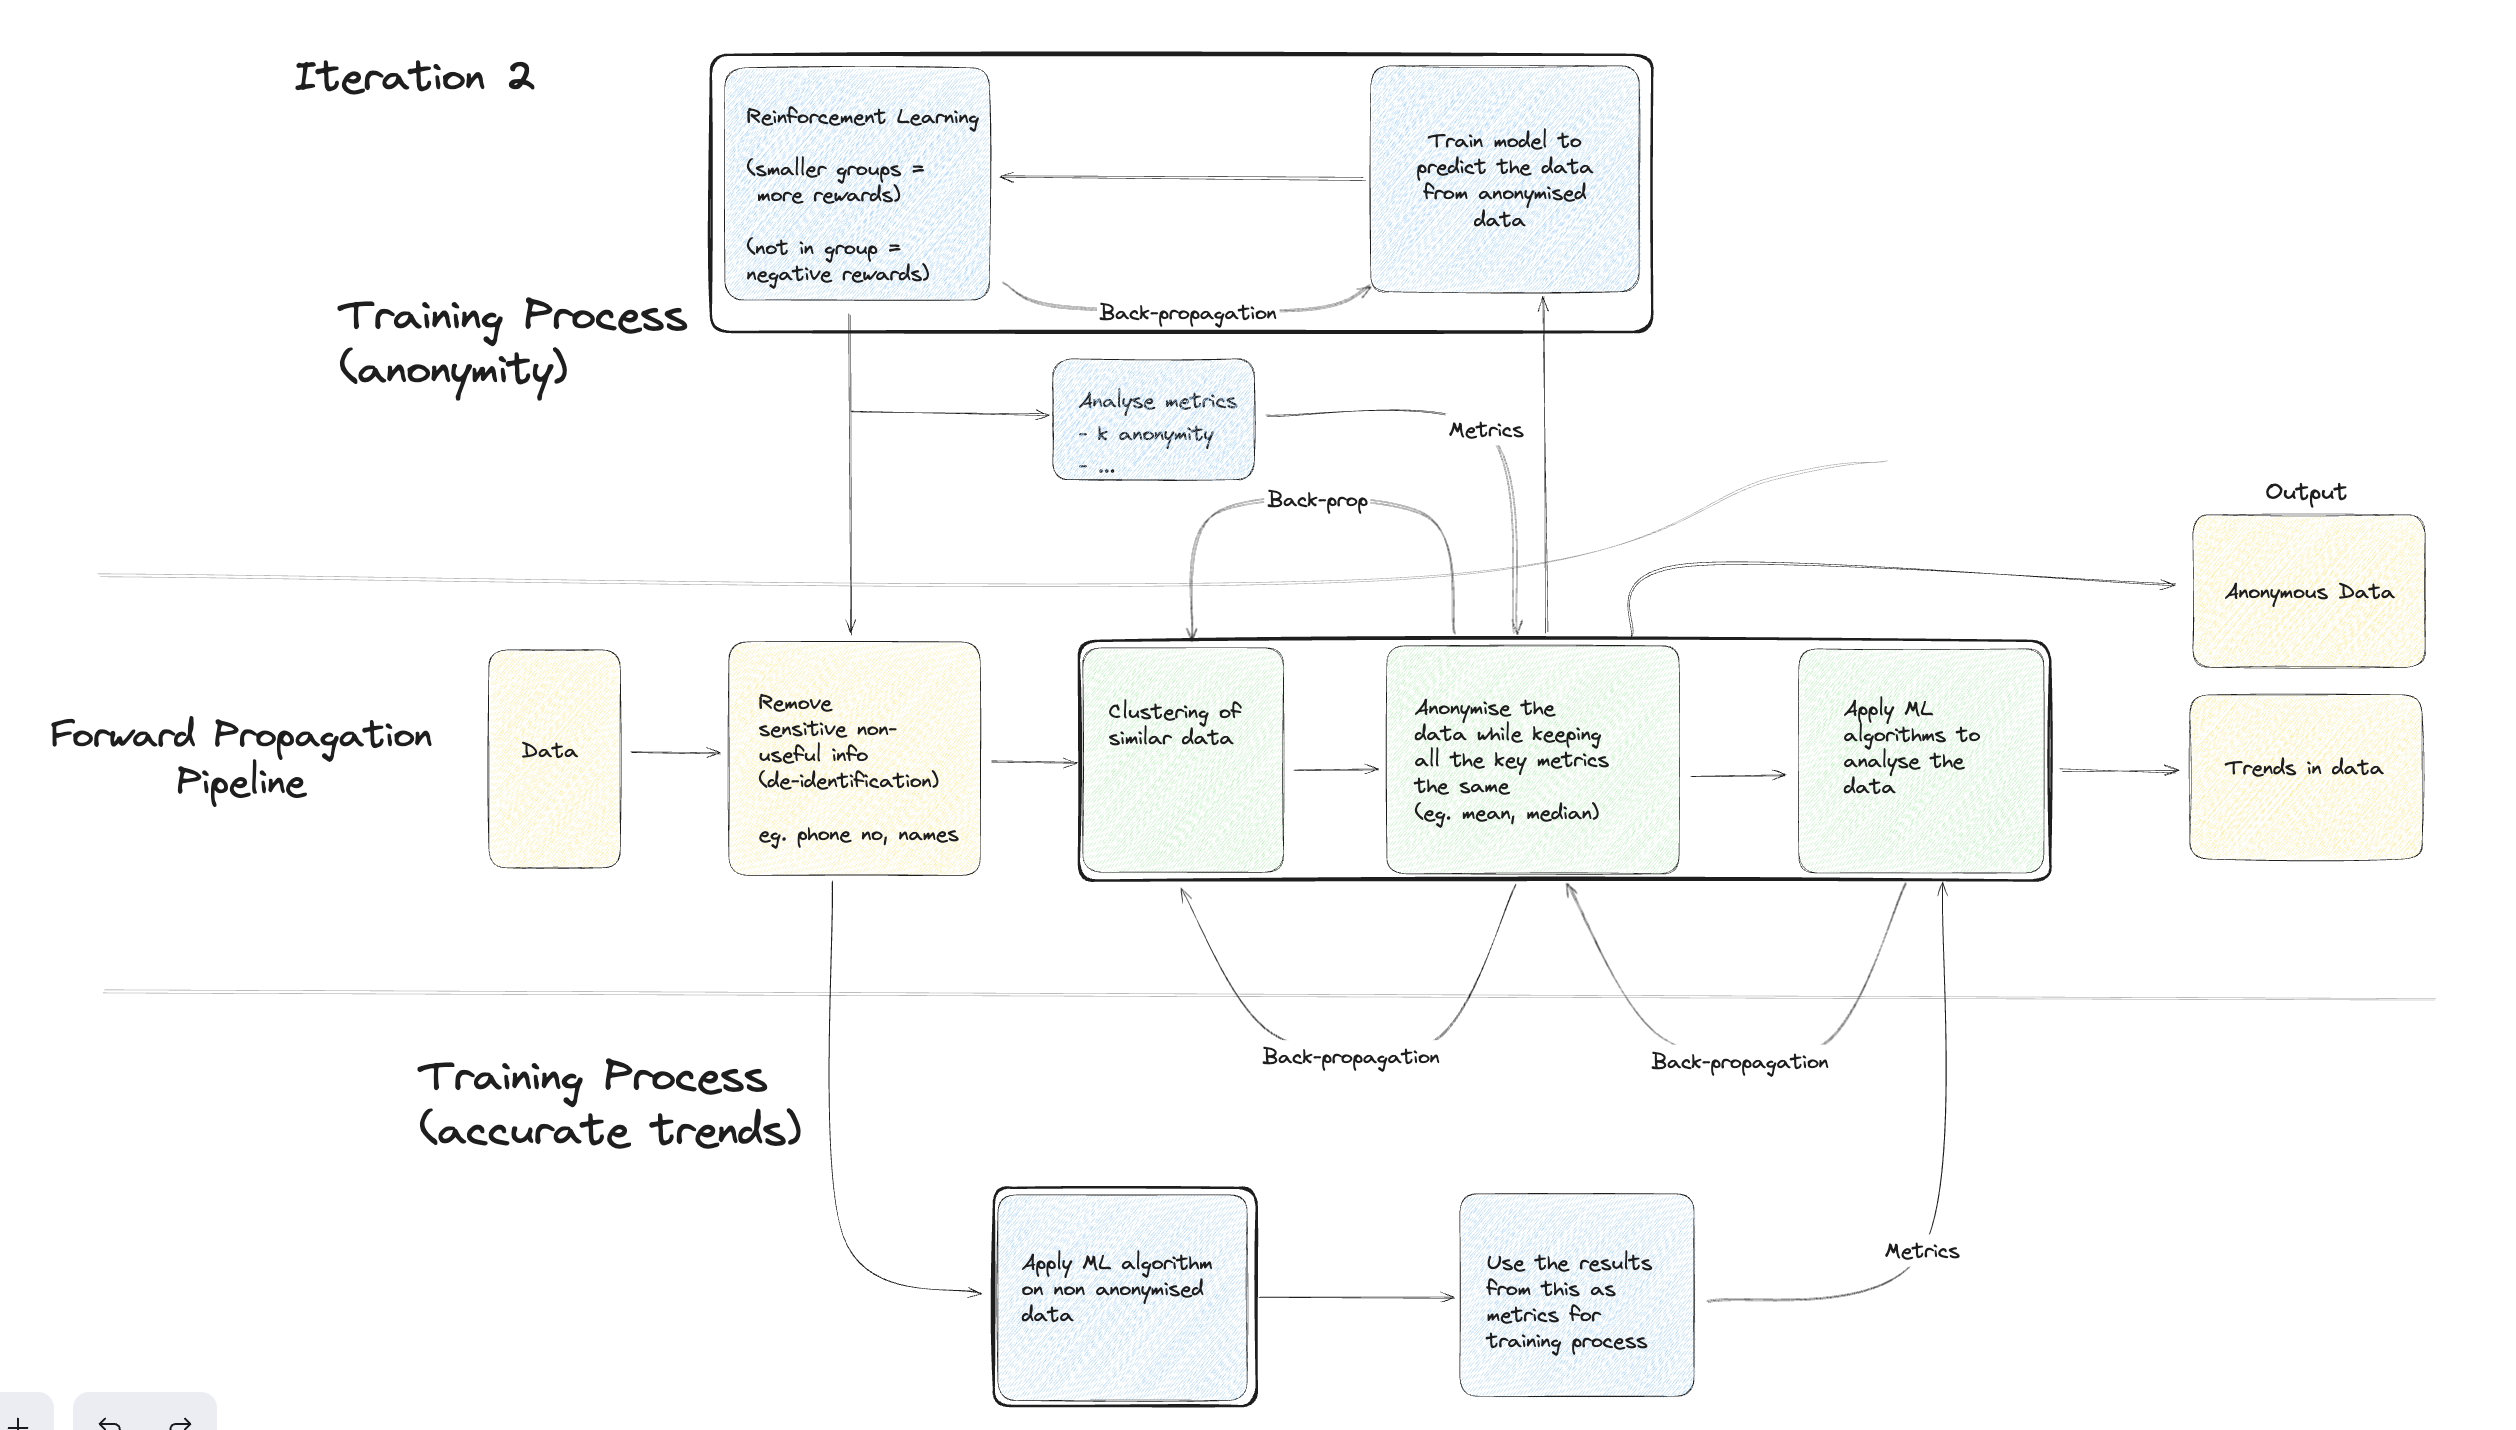 Iteration 2
Reinforcement Learning
(smaller groups =
more rewards)
(not in group =
negative rewards)
Train model to
predict the data
from anonymised
data
Back-propagation
Training Process
(anonymity)
Analyse metrics
- k anonymity
- ...
Metrics
Back-prop
Output
Anonymous Data
Forward Propagation
Pipeline
Data
Remove
sensitive non-
useful info
(de-identification)
eg. phone no, names
Clustering of
similar data
Anonymise the
data while keeping
all the key metrics
the same
(eg. mean, median)
Apply ML
algorithms to
analyse the
data
Trends in data
Back-propagation
Back-propagation
Training Process
(accurate trends)
Apply ML algorithm
on non anonymised
data
Use the results
from this as
metrics for
training process
Metrics